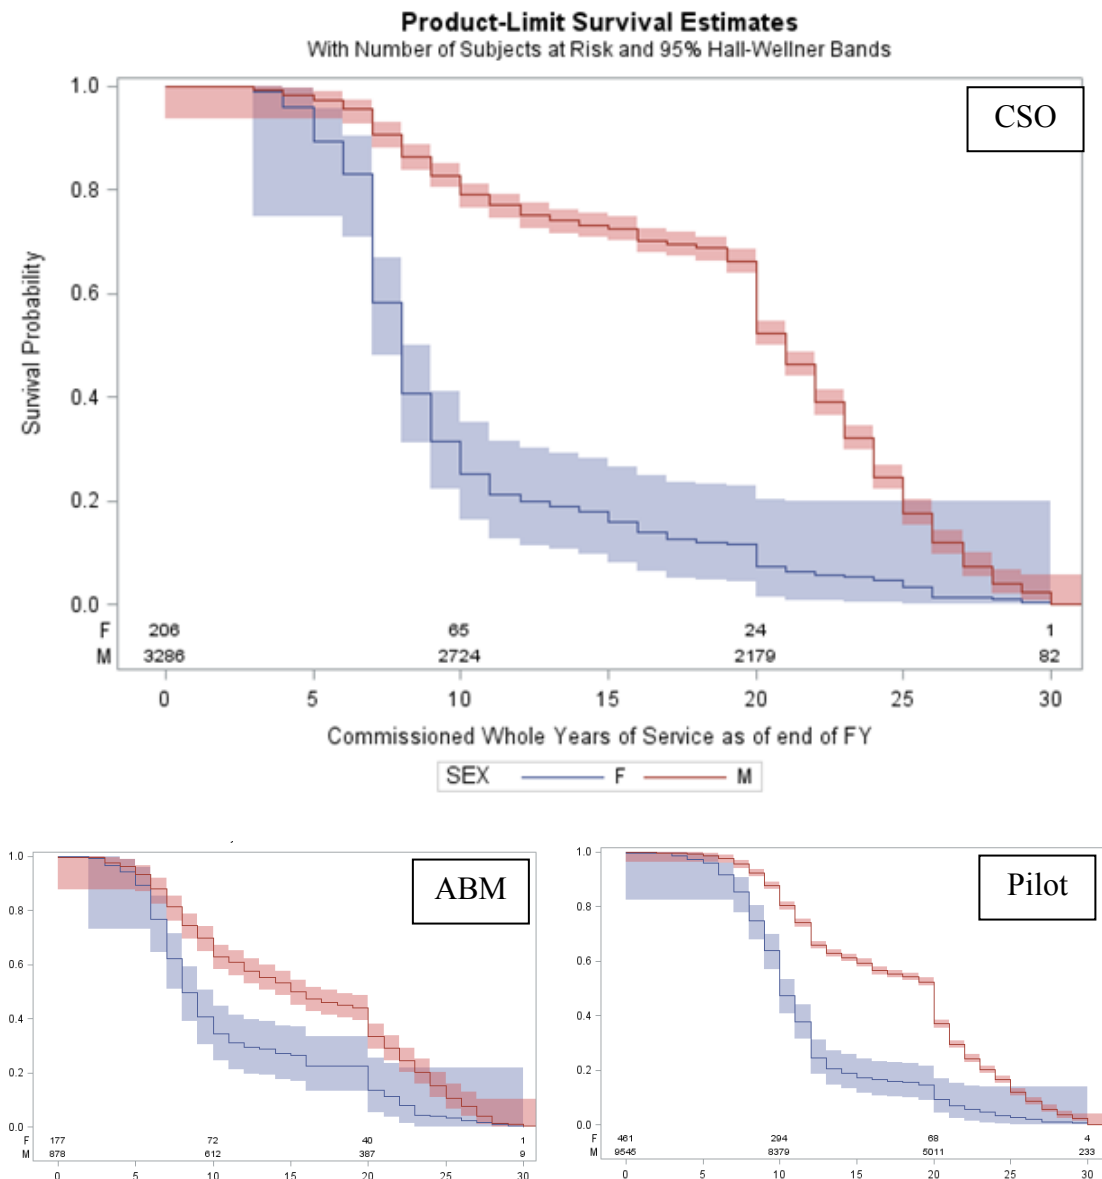 Product-Limit Survival Estimates
With Number of Subjects at Risk and 95% Hall-Wellner Bands
CSO
1.0
0.8
0.6
0.4
0.2
0.0
Survival Probability
F 206 65 24 1
M 3286 2724 2179 82
0 5 10 15 20 25 30
Commissioned Whole Years of Service as of end of FY
SEX F M
ABM
1.0
0.8
0.6
0.4
0.2
0.0
F 177 72 40 1
M 878 612 387 9
0 5 10 15 20 25 30
Pilot
1.0
0.8
0.6
0.4
0.2
0.0
F 461 294 68 4
M 9545 8379 5011 233
0 5 10 15 20 25 30